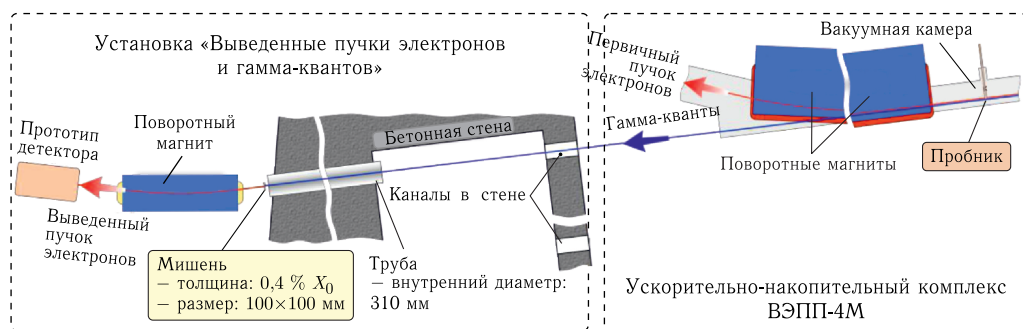 Установка «Выведенные пучки электронов
и гамма-квантов»
Прототип
детектора
Поворотный
магнит
Бетонная стена
Каналы в стене
Выведенный
пучок
электронов
Мишень
– толщина: 0,4 % X₀
– размер: 100×100 мм
Труба
– внутренний диаметр:
310 мм
Первичный
пучок
электронов
Гамма-кванты
Вакуумная камера
Поворотные магниты
Пробник
Ускорительно-накопительный комплекс
ВЭПП-4М